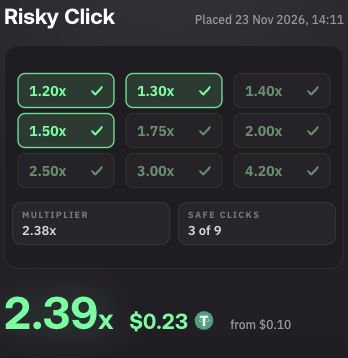 Risky Click Placed 23 Nov 2026, 14:11
1.20x 1.30x 1.40x
1.50x 1.75x 2.00x
2.50x 3.00x 4.20x
MULTIPLIER SAFE CLICKS
2.38x 3 of 9
2.39x $0.23 from $0.10